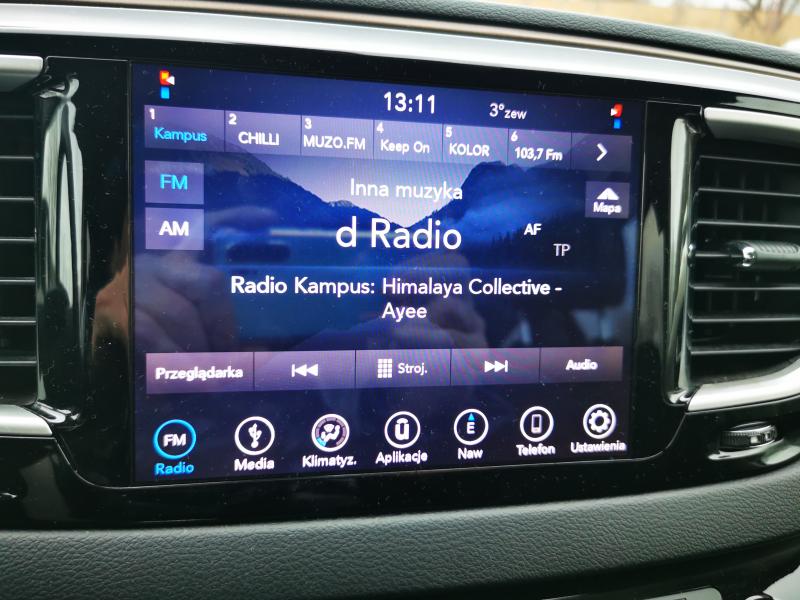 13:11
3°zew
1 Kampus
2 CHILLI
3 MUZO.FM
4 Keep On
5 KOLOR
6 103,7 Fm
FM
Inna muzyka
Mapa
AM
d Radio
AF
TP
Radio Kampus: Himalaya Collective -
Ayee
Przeglądarka
Stroj.
Audio
FM
E
Radio
Media
Klimatyz.
Aplikacje
Naw
Telefon
Ustawienia